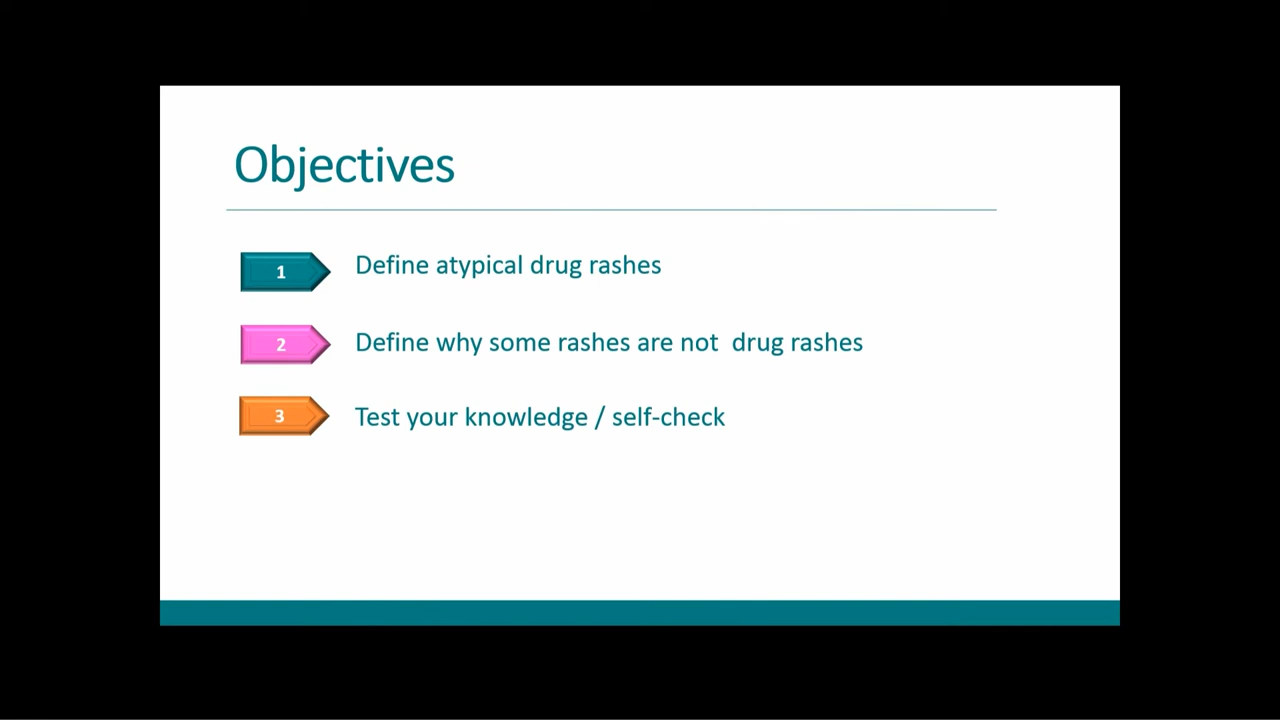 Objectives
1 Define atypical drug rashes
2 Define why some rashes are not  drug rashes
3 Test your knowledge / self-check